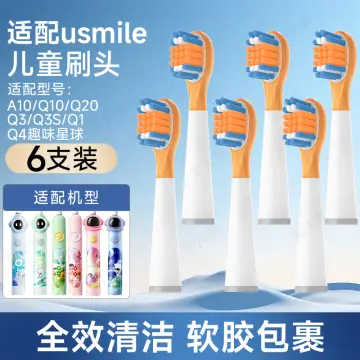 适配usmile
儿童刷头
适配型号：
A10/Q10/Q20
Q3/Q3S/Q1
Q4趣味星球
6支装
适配机型
全效清洁 软胶包裹